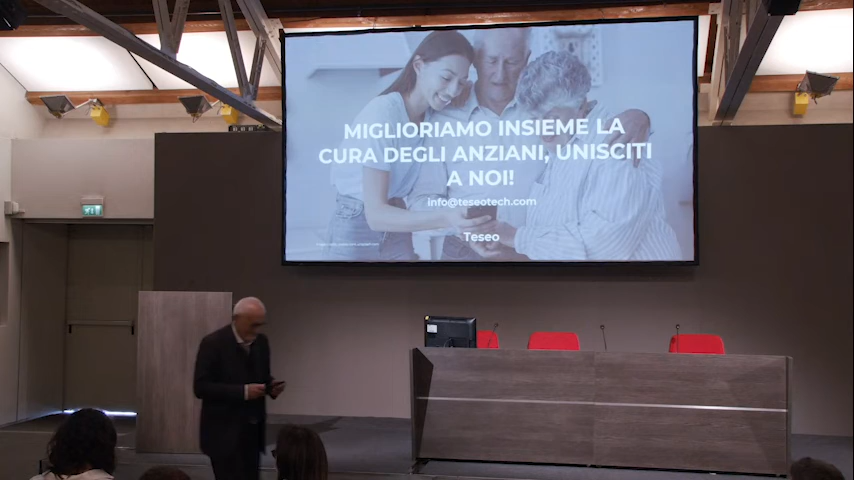 MIGLIORIAMO INSIEME LA
CURA DEGLI ANZIANI, UNISCITI
A NOI!
info@teseotech.com
Teseo